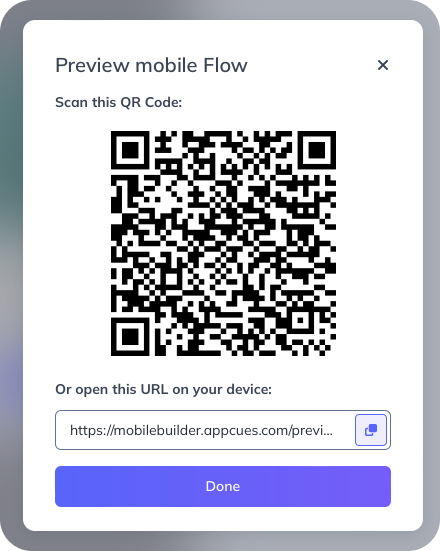 Preview mobile Flow
Scan this QR Code:
Or open this URL on your device:
https://mobilebuilder.appcues.com/previ...
Done